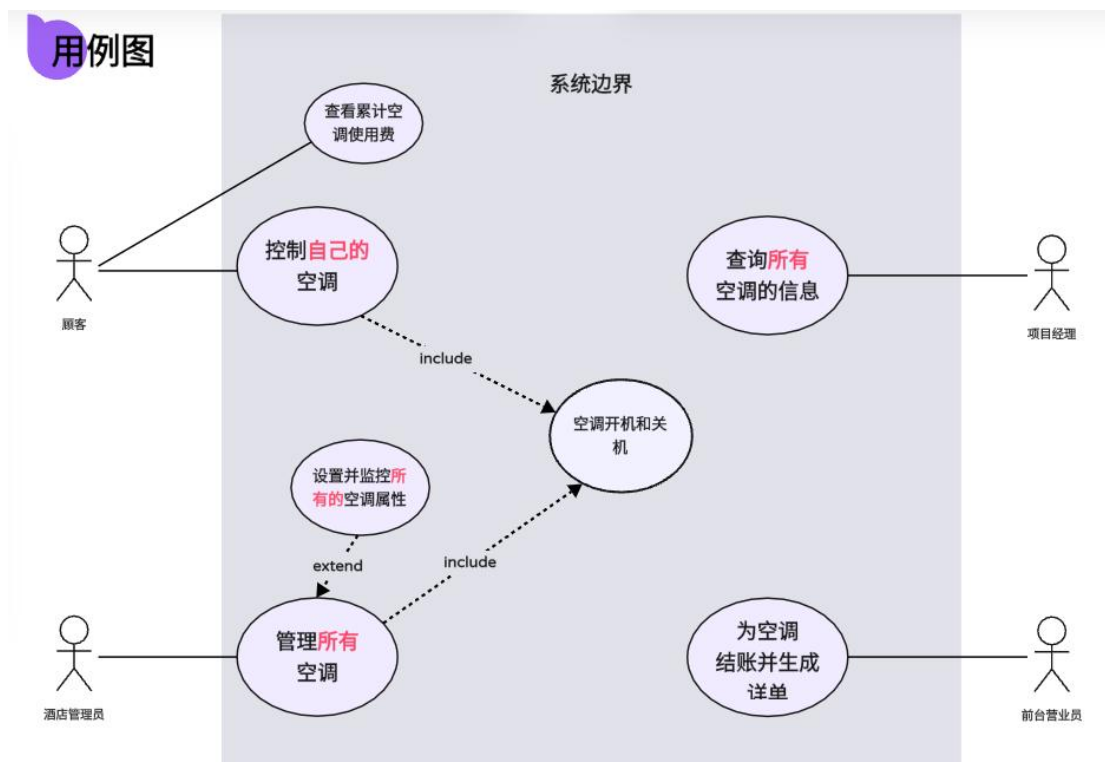 用例图
系统边界
查看累计空
调使用费
控制自己的
空调
查询所有
空调的信息
顾客
项目经理
include
空调开机和关
机
设置并监控所
有的空调属性
extend
include
管理所有
空调
为空调
结账并生成
详单
酒店管理员
前台营业员